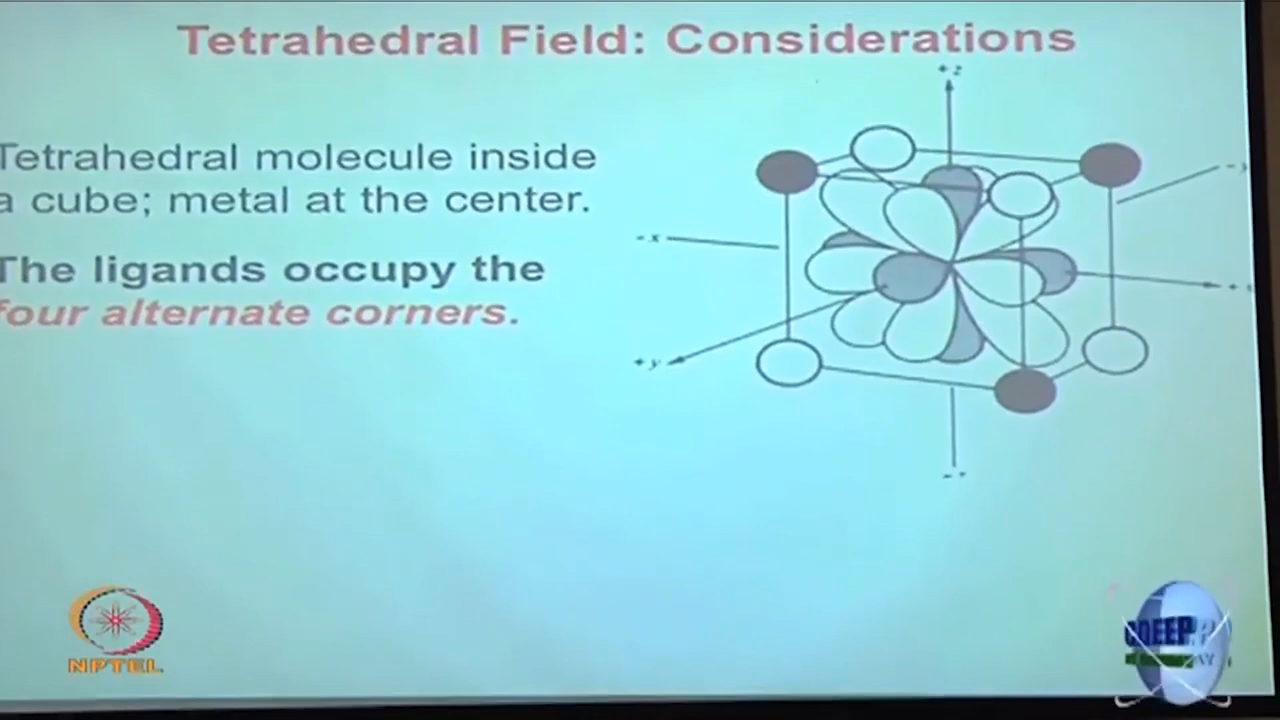 Tetrahedral Field: Considerations
Tetrahedral molecule inside
a cube; metal at the center.
The ligands occupy the
four alternate corners.
+z
-x
+y
NPTEL
CDEEP